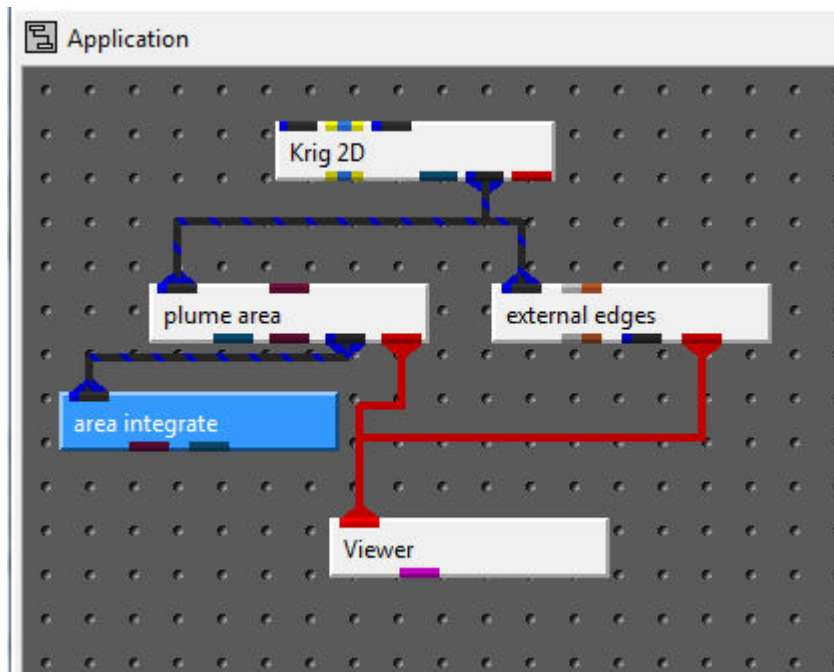 Application
Krig 2D
plume area
external edges
area integrate
Viewer